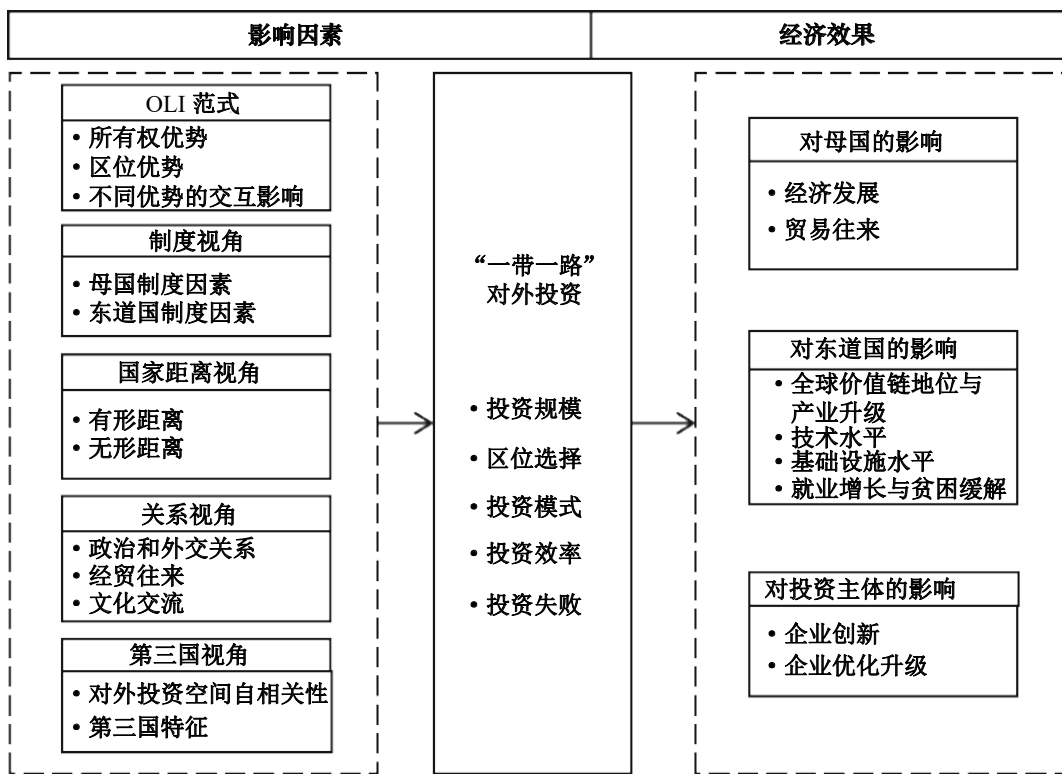 影响因素
经济效果
OLI 范式
• 所有权优势
• 区位优势
• 不同优势的交互影响
制度视角
• 母国制度因素
• 东道国制度因素
国家距离视角
• 有形距离
• 无形距离
关系视角
• 政治和外交关系
• 经贸往来
• 文化交流
第三国视角
• 对外投资空间自相关性
• 第三国特征
“一带一路”
对外投资
• 投资规模
• 区位选择
• 投资模式
• 投资效率
• 投资失败
对母国的影响
• 经济发展
• 贸易往来
对东道国的影响
• 全球价值链地位与
产业升级
• 技术水平
• 基础设施水平
• 就业增长与贫困缓解
对投资主体的影响
• 企业创新
• 企业优化升级